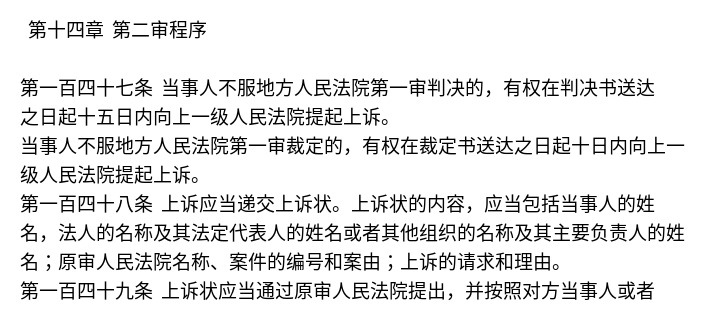 第十四章 第二审程序
第一百四十七条 当事人不服地方人民法院第一审判决的，有权在判决书送达
之日起十五日内向上一级人民法院提起上诉。
当事人不服地方人民法院第一审裁定的，有权在裁定书送达之日起十日内向上一
级人民法院提起上诉。
第一百四十八条 上诉应当递交上诉状。上诉状的内容，应当包括当事人的姓
名，法人的名称及其法定代表人的姓名或者其他组织的名称及其主要负责人的姓
名；原审人民法院名称、案件的编号和案由；上诉的请求和理由。
第一百四十九条 上诉状应当通过原审人民法院提出，并按照对方当事人或者